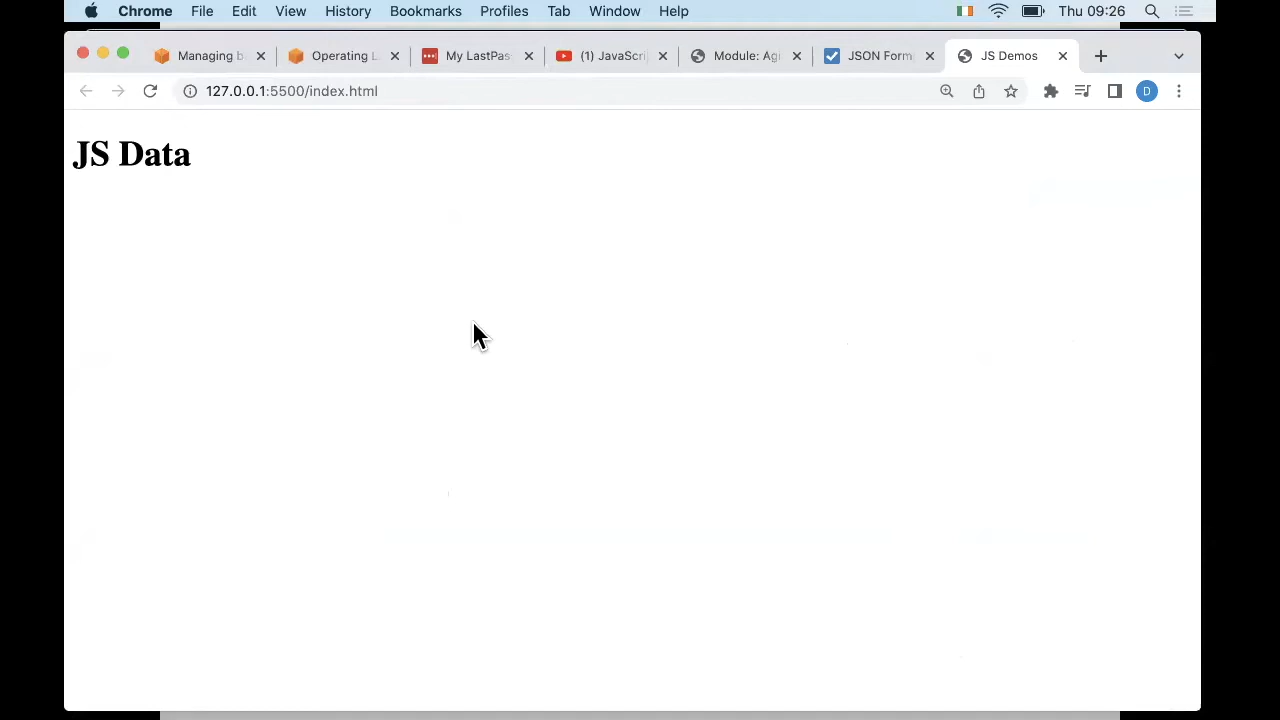 Chrome File Edit View History Bookmarks Profiles Tab Window Help Thu 09:26
Managing b Operating L My LastPas (1) JavaScri Module: Agi JSON Form JS Demos
127.0.0.1:5500/index.html D
JS Data